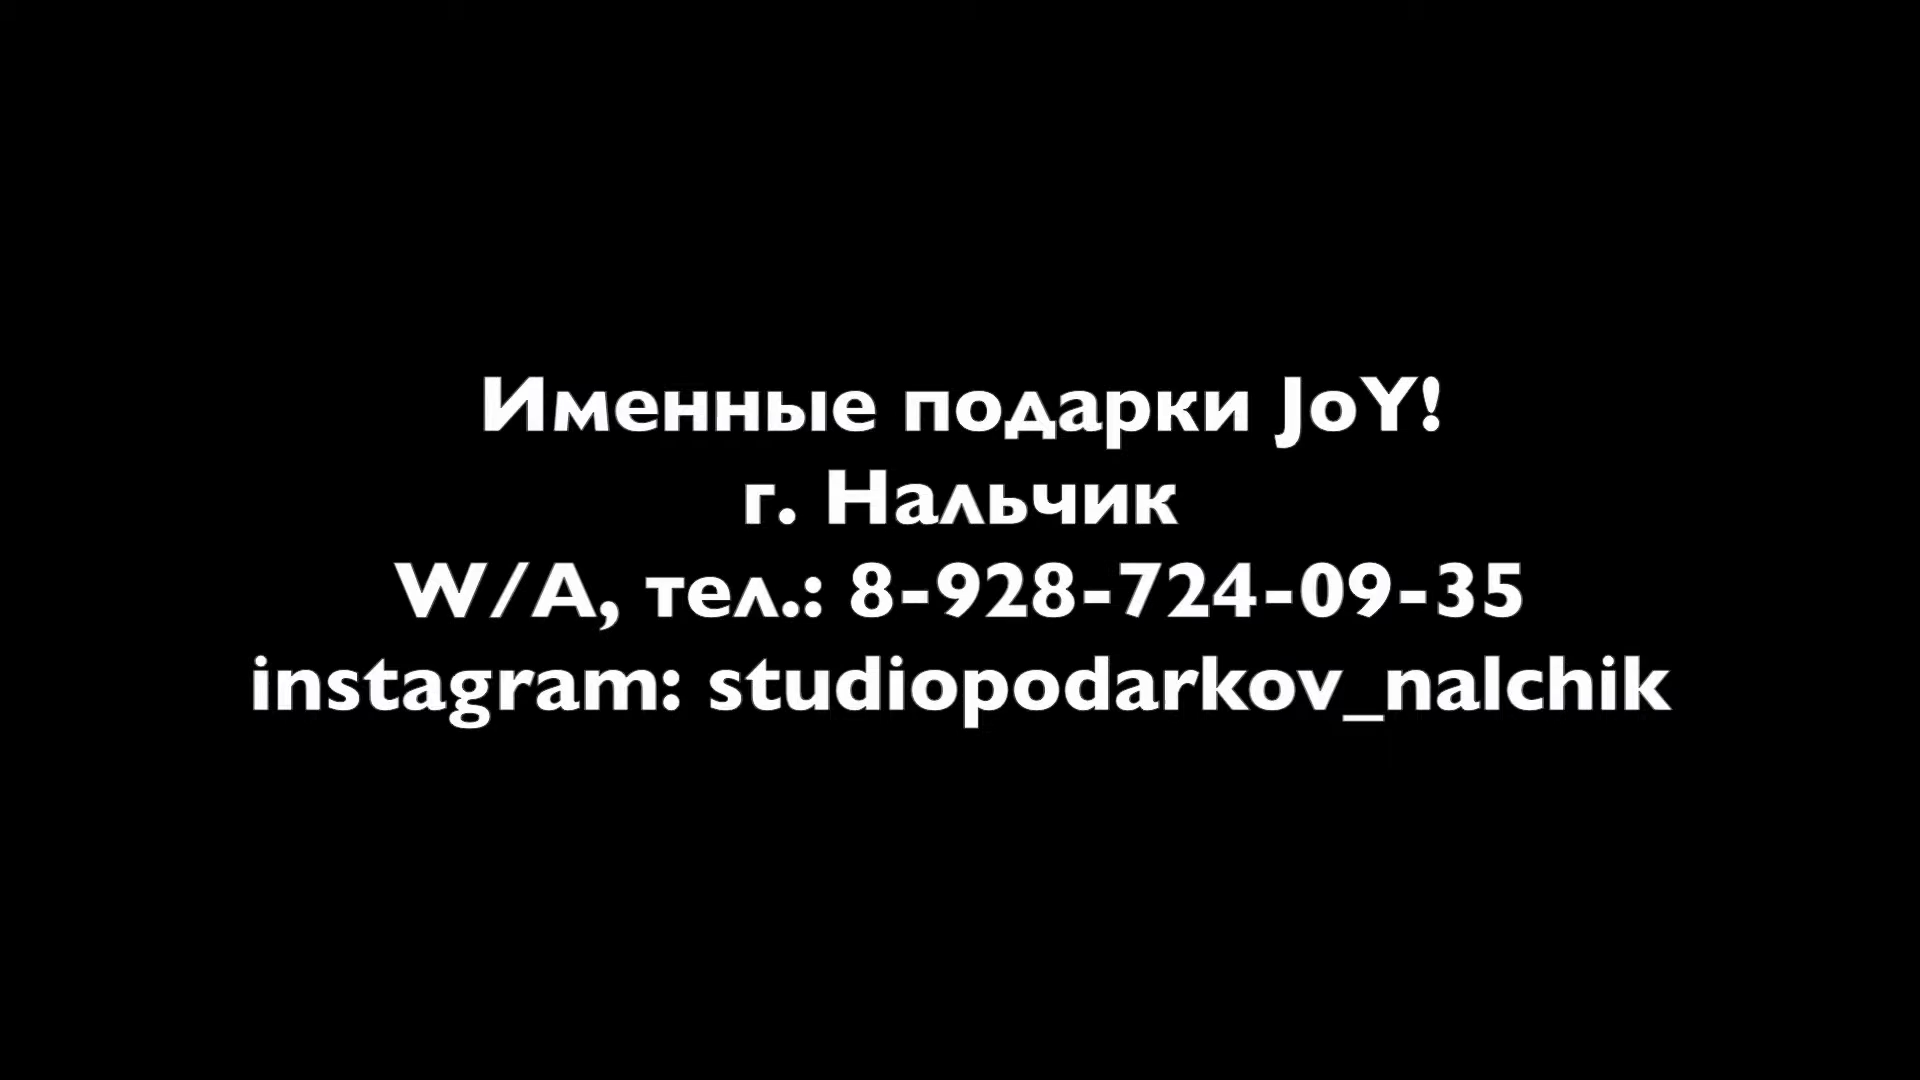 Именные подарки JoY!
г. Нальчик
W/A, тел.: 8-928-724-09-35
instagram: studiopodarkov_nalchik